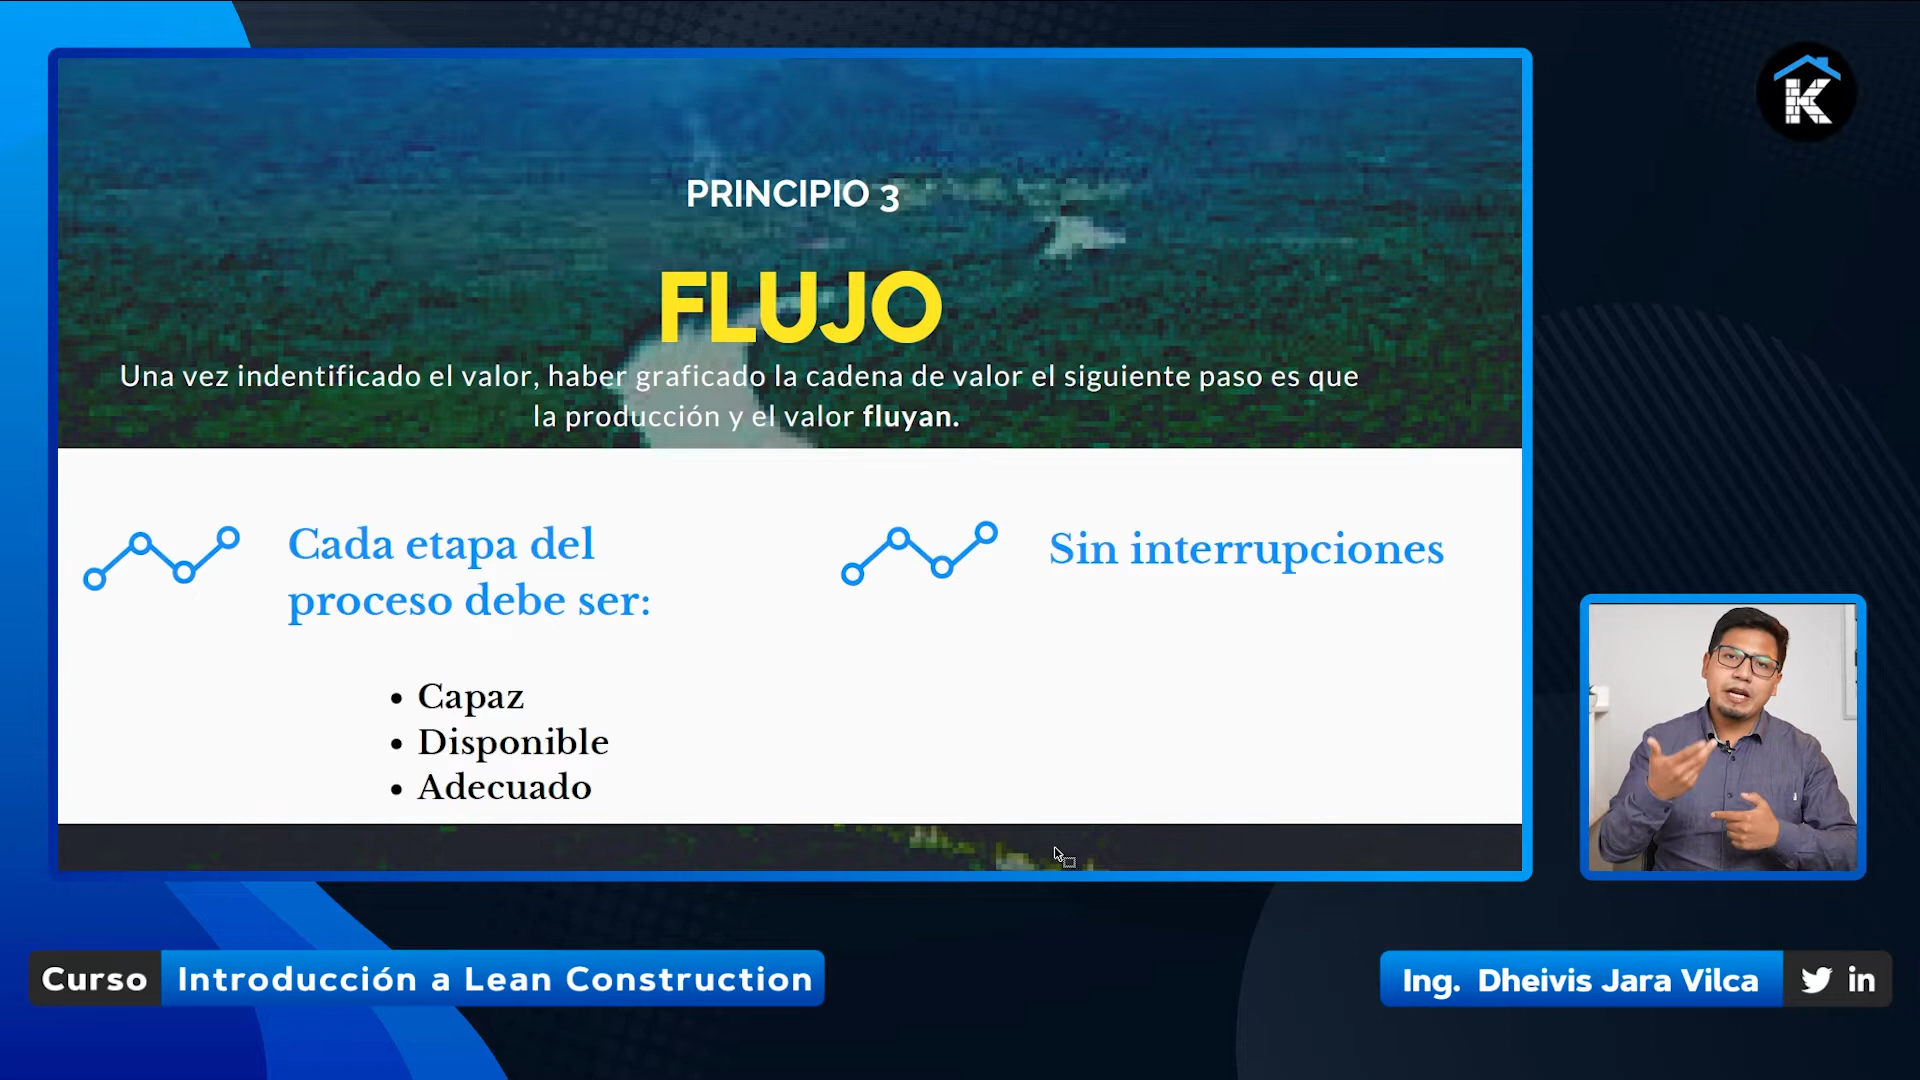 PRINCIPIO 3
FLUJO
Una vez indentificado el valor, haber graficado la cadena de valor el siguiente paso es que
la producción y el valor fluyan.
Cada etapa del
proceso debe ser:
• Capaz
• Disponible
• Adecuado
Sin interrupciones
K
Curso Introducción a Lean Construction
Ing. Dheivis Jara Vilca in